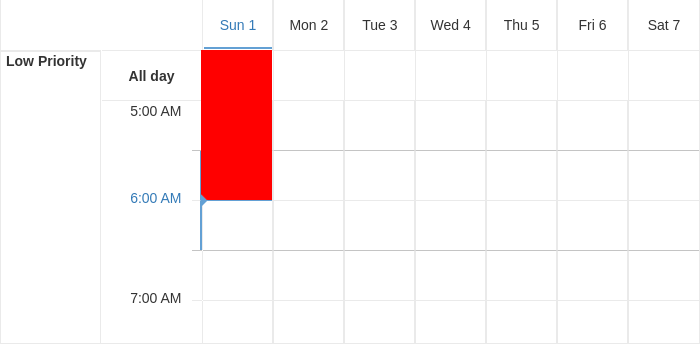 Sun 1 Mon 2 Tue 3 Wed 4 Thu 5 Fri 6 Sat 7
Low Priority
All day
5:00 AM
6:00 AM
7:00 AM